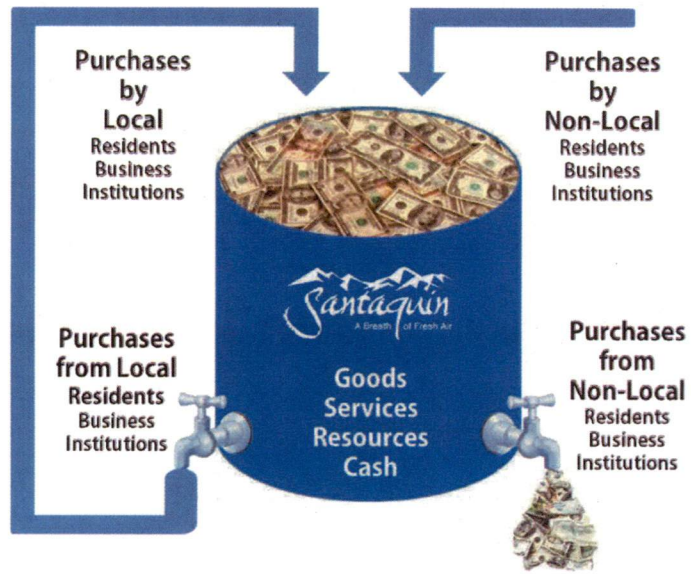 Purchases
by
Local
Residents
Business
Institutions
Purchases
by
Non-Local
Residents
Business
Institutions
Santaquin
A Breath of Fresh Air
Goods
Services
Resources
Cash
Purchases
from Local
Residents
Business
Institutions
Purchases
from
Non-Local
Residents
Business
Institutions